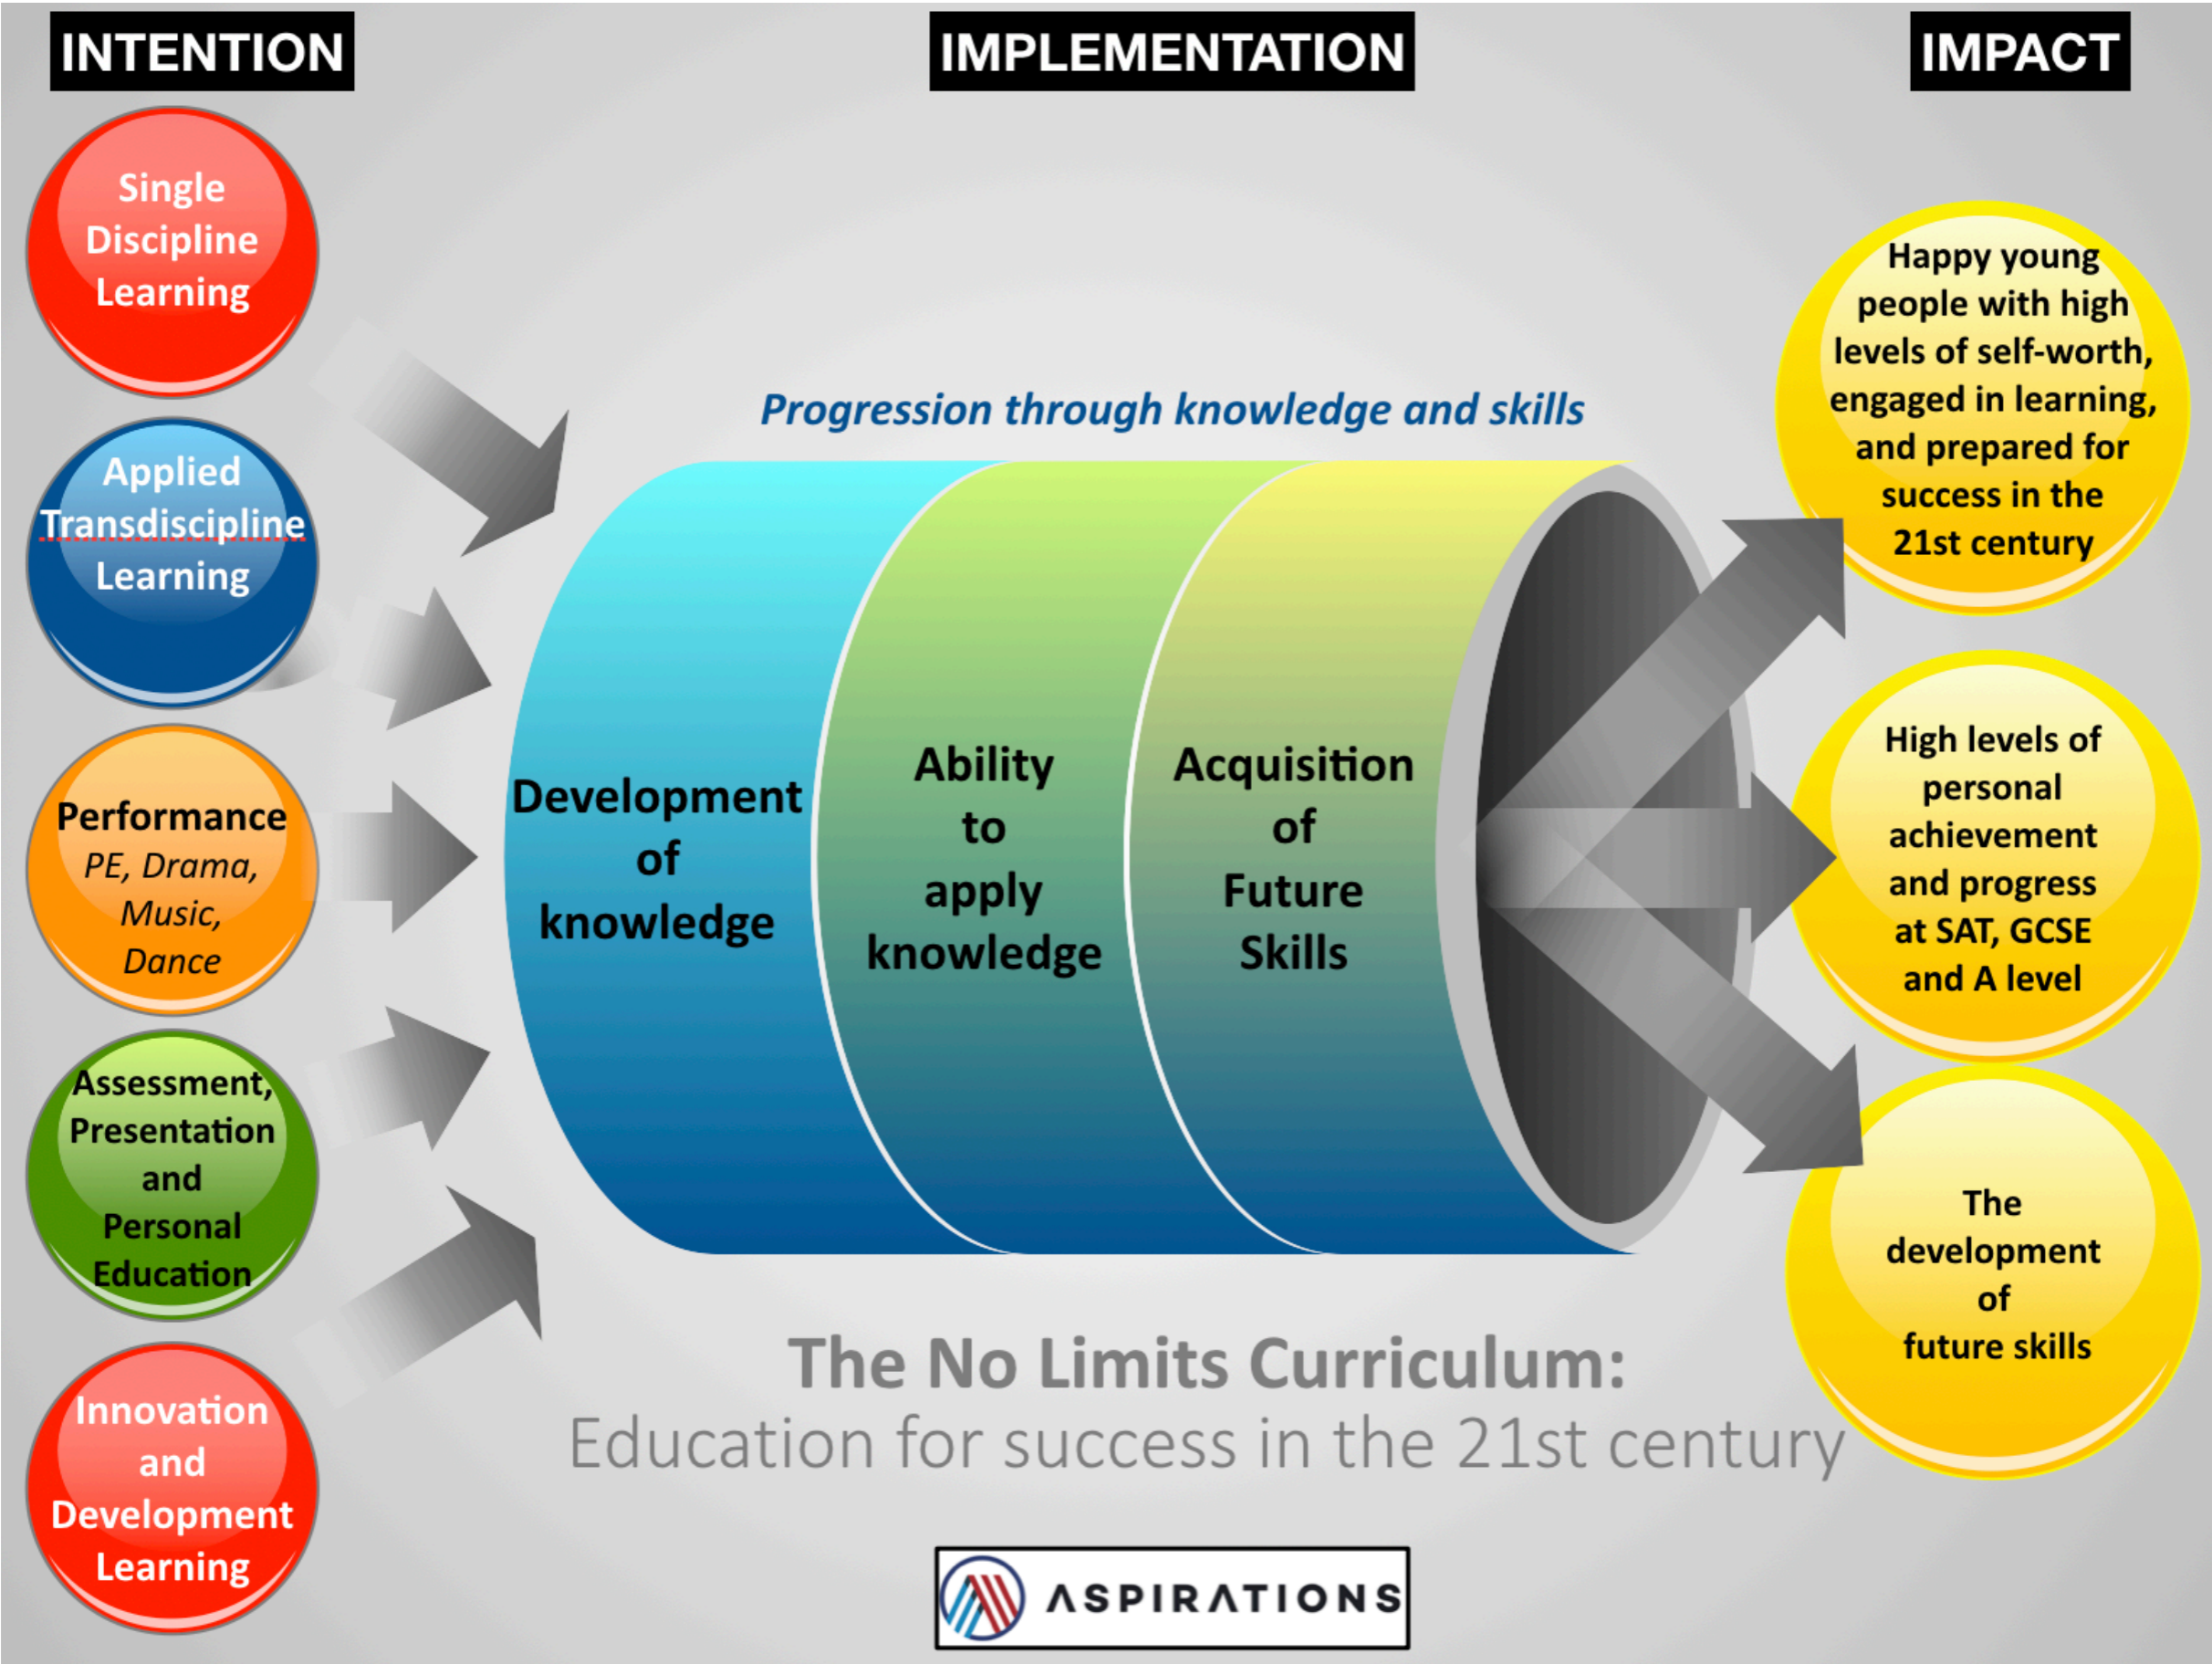 INTENTION
IMPLEMENTATION
IMPACT
Single
Discipline
Learning
Applied
Transdiscipline
Learning
Performance
PE, Drama,
Music,
Dance
Assessment,
Presentation
and
Personal
Education
Innovation
and
Development
Learning
Progression through knowledge and skills
Development
of
knowledge
Ability
to
apply
knowledge
Acquisition
of
Future
Skills
Happy young
people with high
levels of self-worth,
engaged in learning,
and prepared for
success in the
21st century
High levels of
personal
achievement
and progress
at SAT, GCSE
and A level
The
development
of
future skills
The No Limits Curriculum:
Education for success in the 21st century
ASPIRATIONS